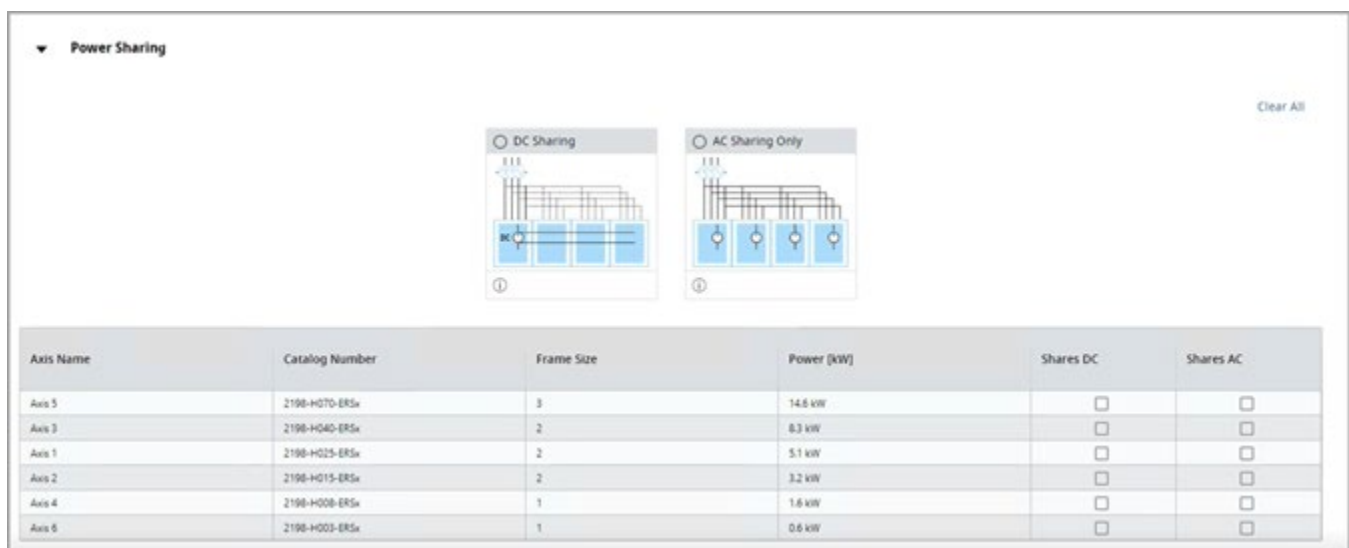 Power Sharing
Clear All
DC Sharing
AC Sharing Only
Axis Name Catalog Number Frame Size Power [kW] Shares DC Shares AC
Axis 5 2198-H070-ERSx 3 14.6 kW
Axis 3 2198-H040-ERSx 2 8.3 kW
Axis 1 2198-H025-ERSx 2 5.1 kW
Axis 2 2198-H015-ERSx 2 3.2 kW
Axis 4 2198-H008-ERSx 1 1.6 kW
Axis 6 2198-H003-ERSx 1 0.6 kW